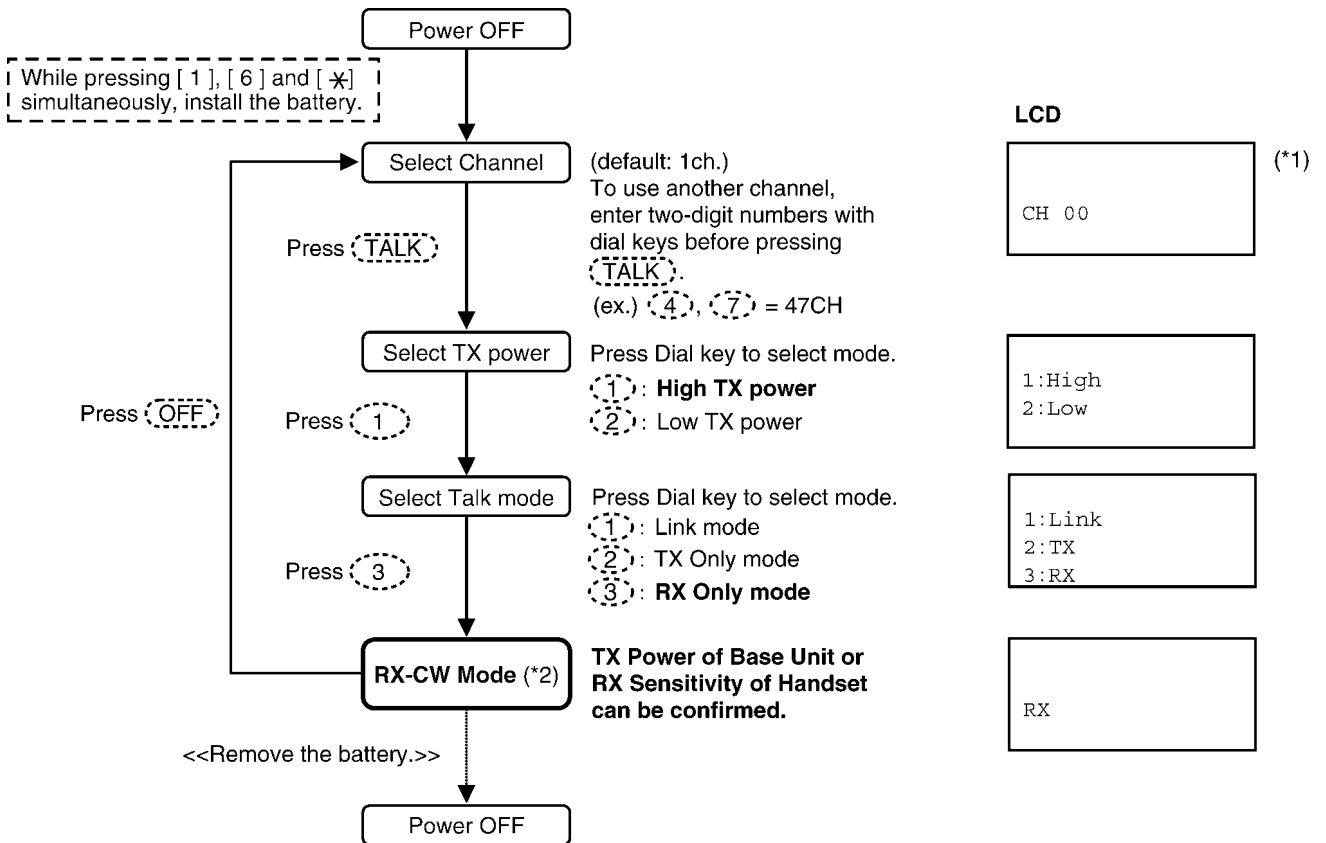 Power OFF
While pressing [ 1 ], [ 6 ] and [ * ]
simultaneously, install the battery.
LCD
Select Channel
(default: 1ch.)
To use another channel,
enter two-digit numbers with
dial keys before pressing
TALK .
(ex.) 4 , 7 = 47CH
CH 00
(*1)
Press TALK
Select TX power
Press Dial key to select mode.
1 : High TX power
2 : Low TX power
1:High
2:Low
Press OFF
Press 1
Select Talk mode
Press Dial key to select mode.
1 : Link mode
2 : TX Only mode
3 : RX Only mode
1:Link
2:TX
3:RX
Press 3
RX-CW Mode (*2)
TX Power of Base Unit or
RX Sensitivity of Handset
can be confirmed.
RX
<<Remove the battery.>>
Power OFF